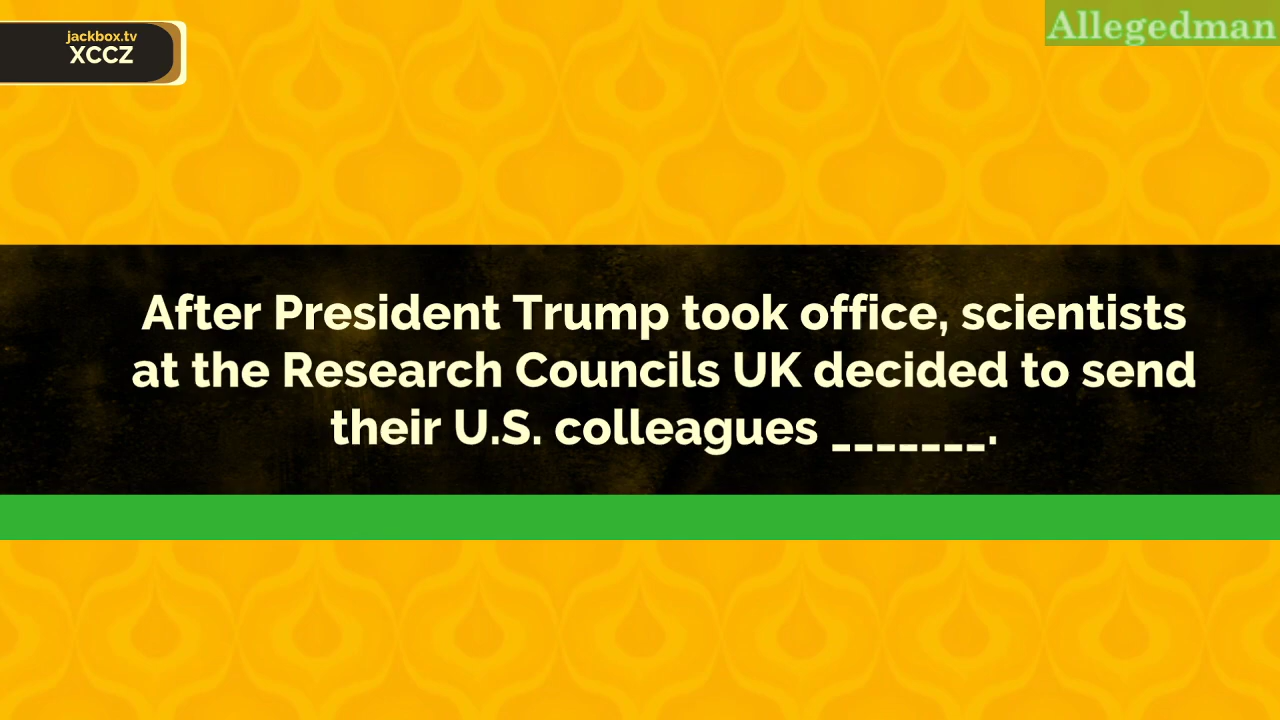 jackbox.tv
XCCZ
Allegedman
After President Trump took office, scientists
at the Research Councils UK decided to send
their U.S. colleagues _______.